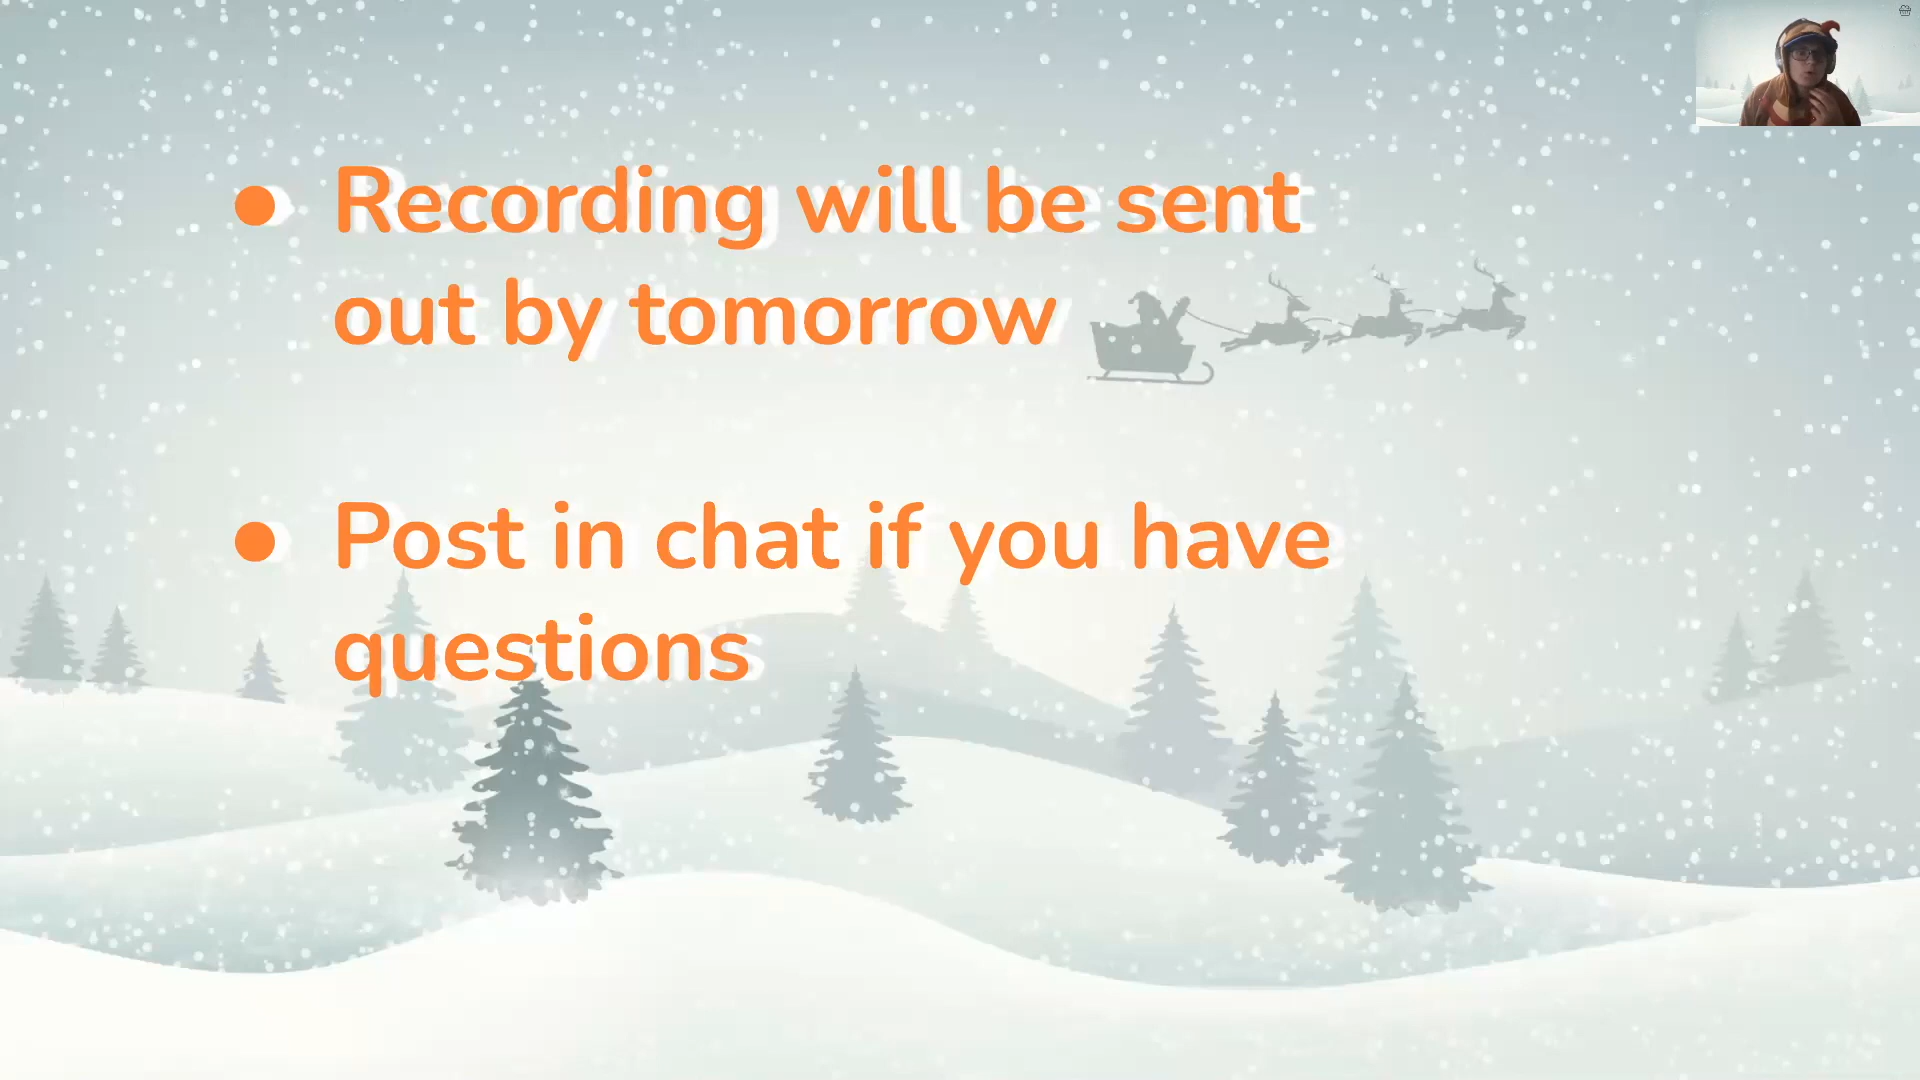 ● Recording will be sent
out by tomorrow
● Post in chat if you have
questions